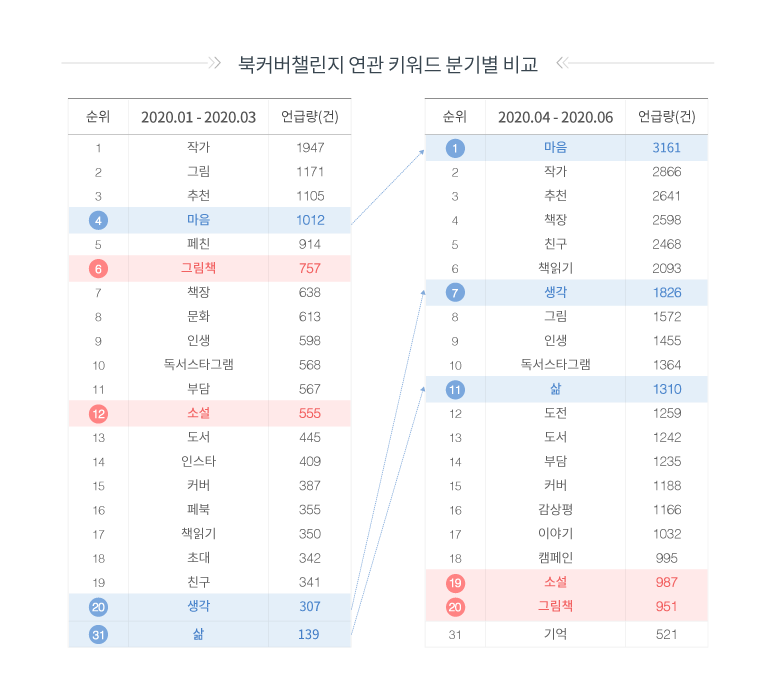 북커버챌린지 연관 키워드 분기별 비교
순위 2020.01 - 2020.03 언급량(건)
1 작가 1947
2 그림 1171
3 추천 1105
4 마음 1012
5 페친 914
6 그림책 757
7 책장 638
8 문화 613
9 인생 598
10 독서스타그램 568
11 부담 567
12 소설 555
13 도서 445
14 인스타 409
15 커버 387
16 페북 355
17 책읽기 350
18 초대 342
19 친구 341
20 생각 307
31 삶 139
순위 2020.04 - 2020.06 언급량(건)
1 마음 3161
2 작가 2866
3 추천 2641
4 책장 2598
5 친구 2468
6 책읽기 2093
7 생각 1826
8 그림 1572
9 인생 1455
10 독서스타그램 1364
11 삶 1310
12 도전 1259
13 도서 1242
14 부담 1235
15 커버 1188
16 감상평 1166
17 이야기 1032
18 캠페인 995
19 소설 987
20 그림책 951
31 기억 521